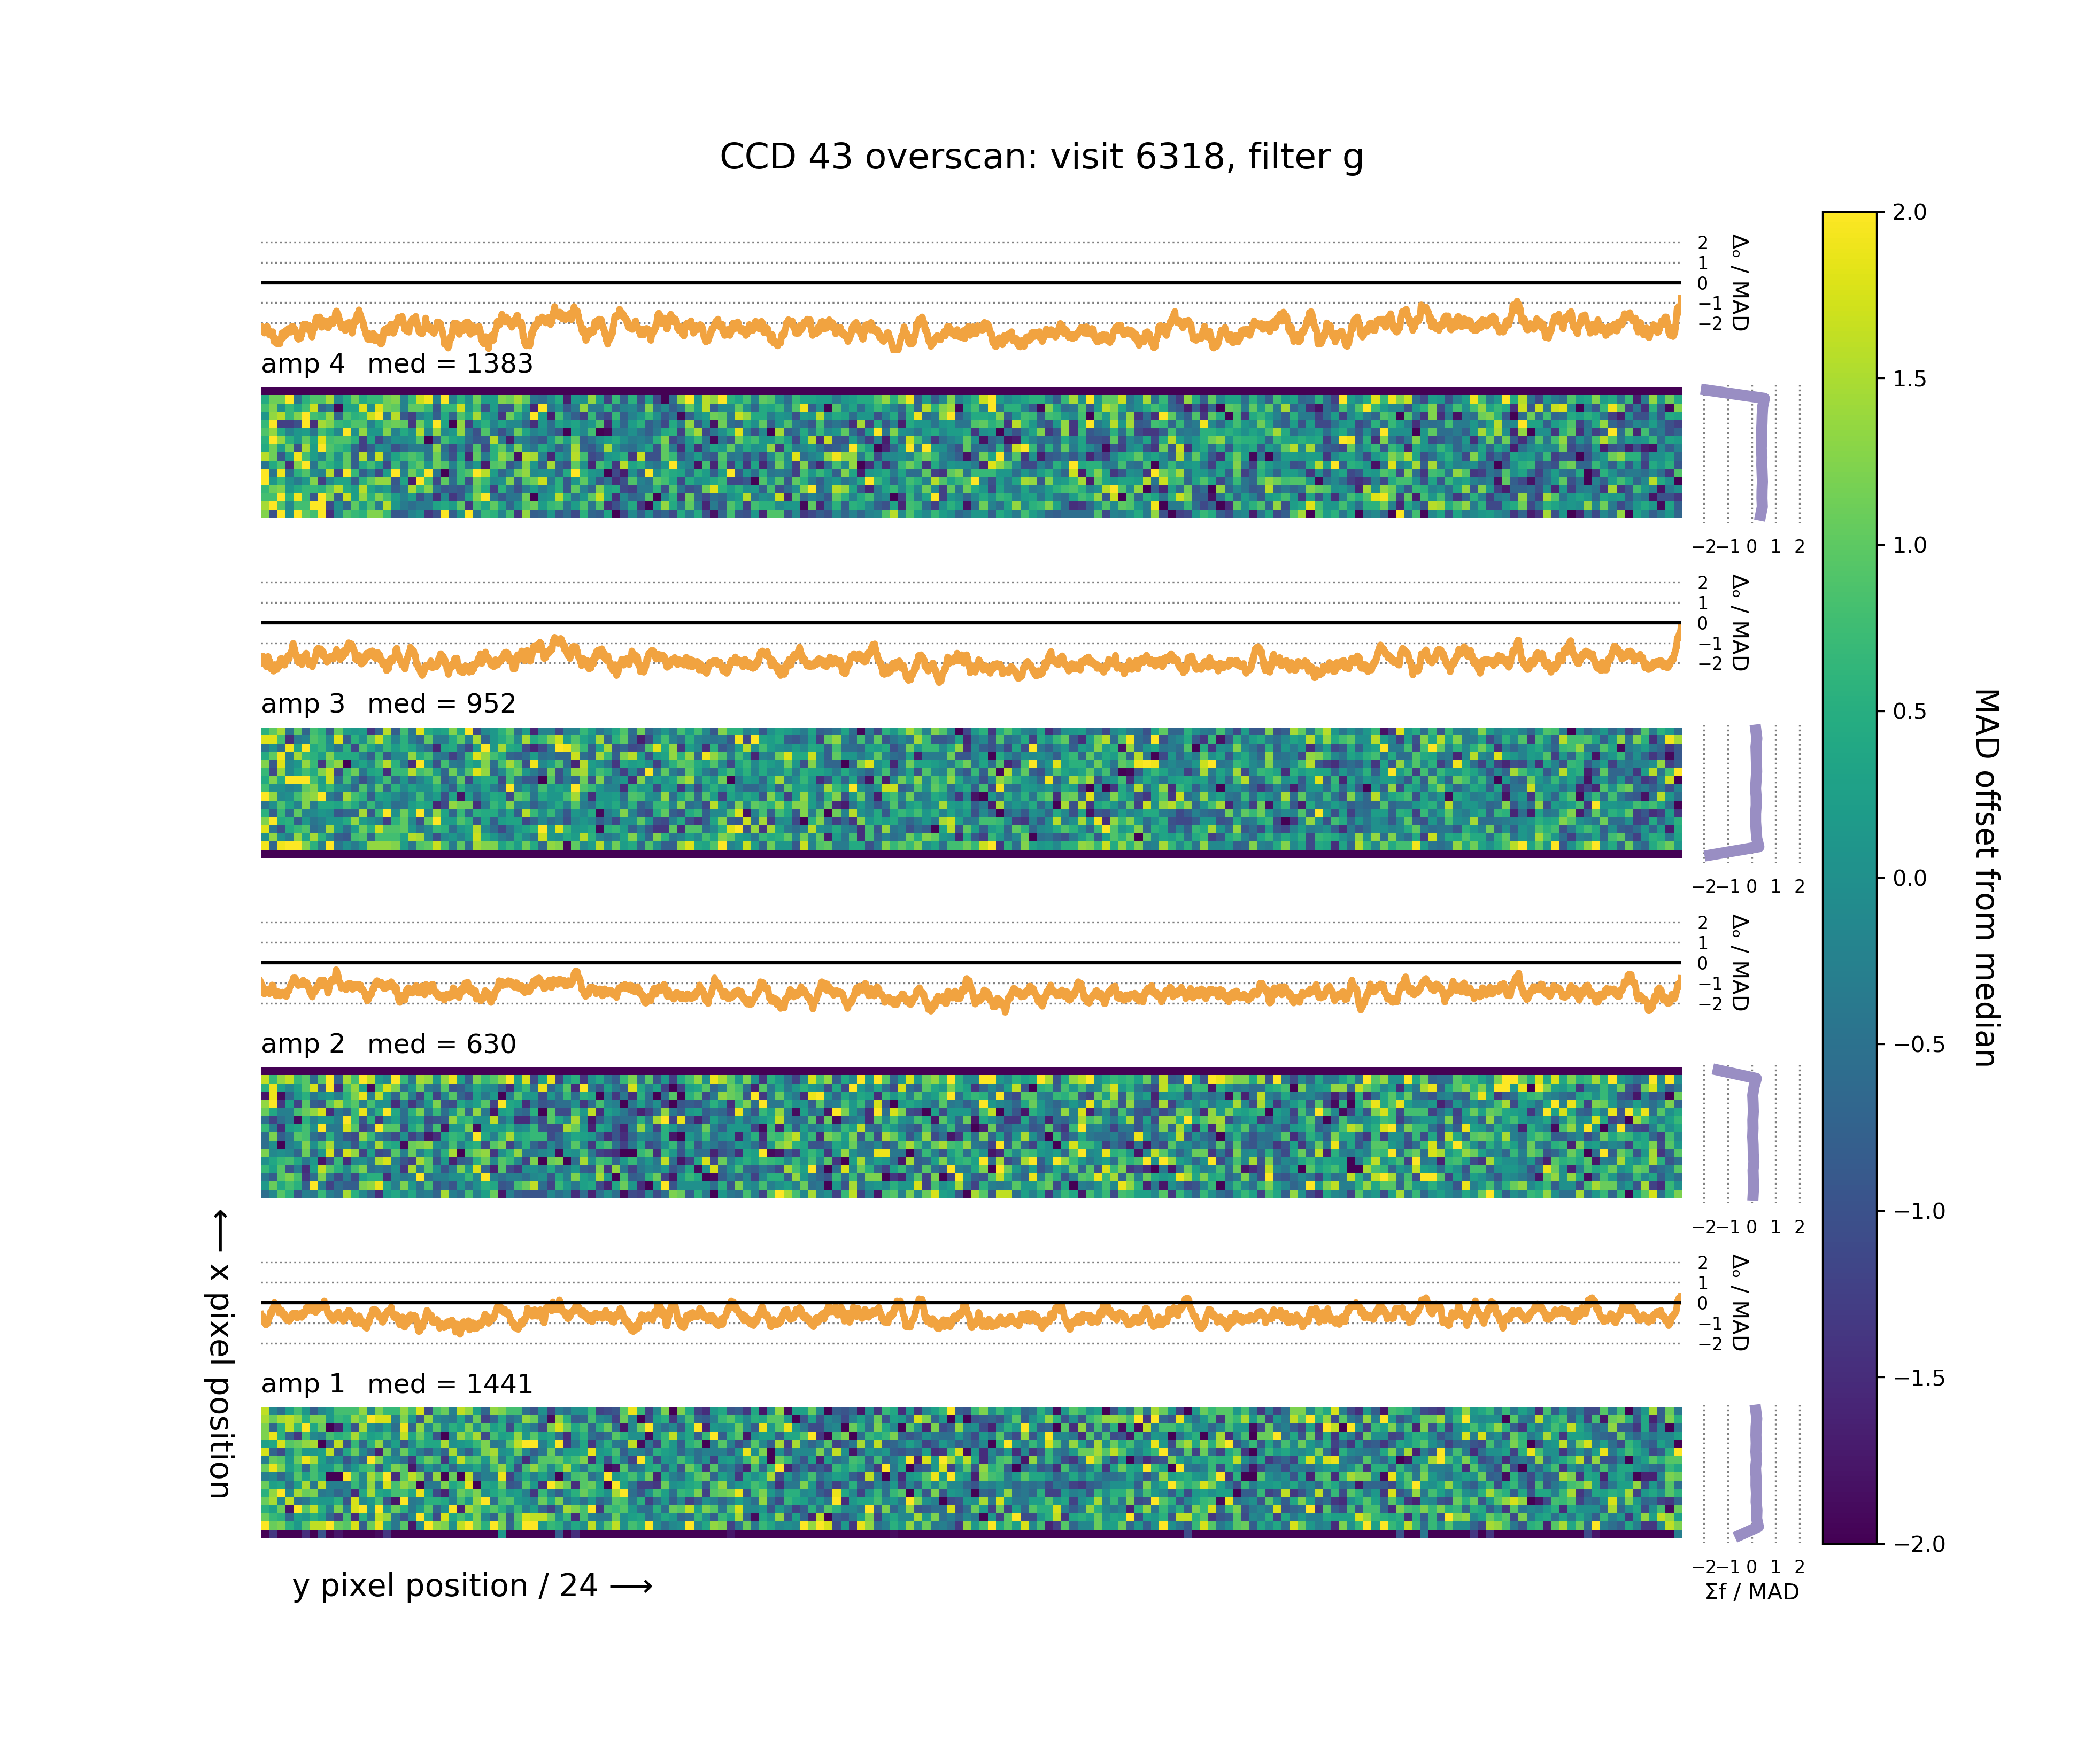 CCD 43 overscan: visit 6318, filter g
2
1
0
−1
−2
Δₒ / MAD
amp 4 med = 1383
−2 −1 0 1 2
2
1
0
−1
−2
Δₒ / MAD
amp 3 med = 952
−2 −1 0 1 2
2
1
0
−1
−2
Δₒ / MAD
amp 2 med = 630
−2 −1 0 1 2
2
1
0
−1
−2
Δₒ / MAD
amp 1 med = 1441
−2 −1 0 1 2
Σf / MAD
⟵ x pixel position
y pixel position / 24 ⟶
2.0
1.5
1.0
0.5
0.0
−0.5
−1.0
−1.5
−2.0
MAD offset from median